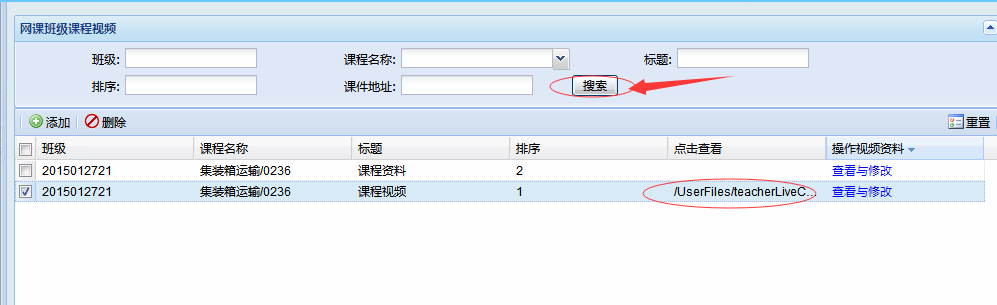 网课班级课程视频
班级: 课程名称: 标题:
排序: 课件地址: 搜索
添加 删除 重置
班级 课程名称 标题 排序 点击查看 操作视频资料
2015012721 集装箱运输/0236 课程资料 2 查看与修改
2015012721 集装箱运输/0236 课程视频 1 /UserFiles/teacherLiveC... 查看与修改